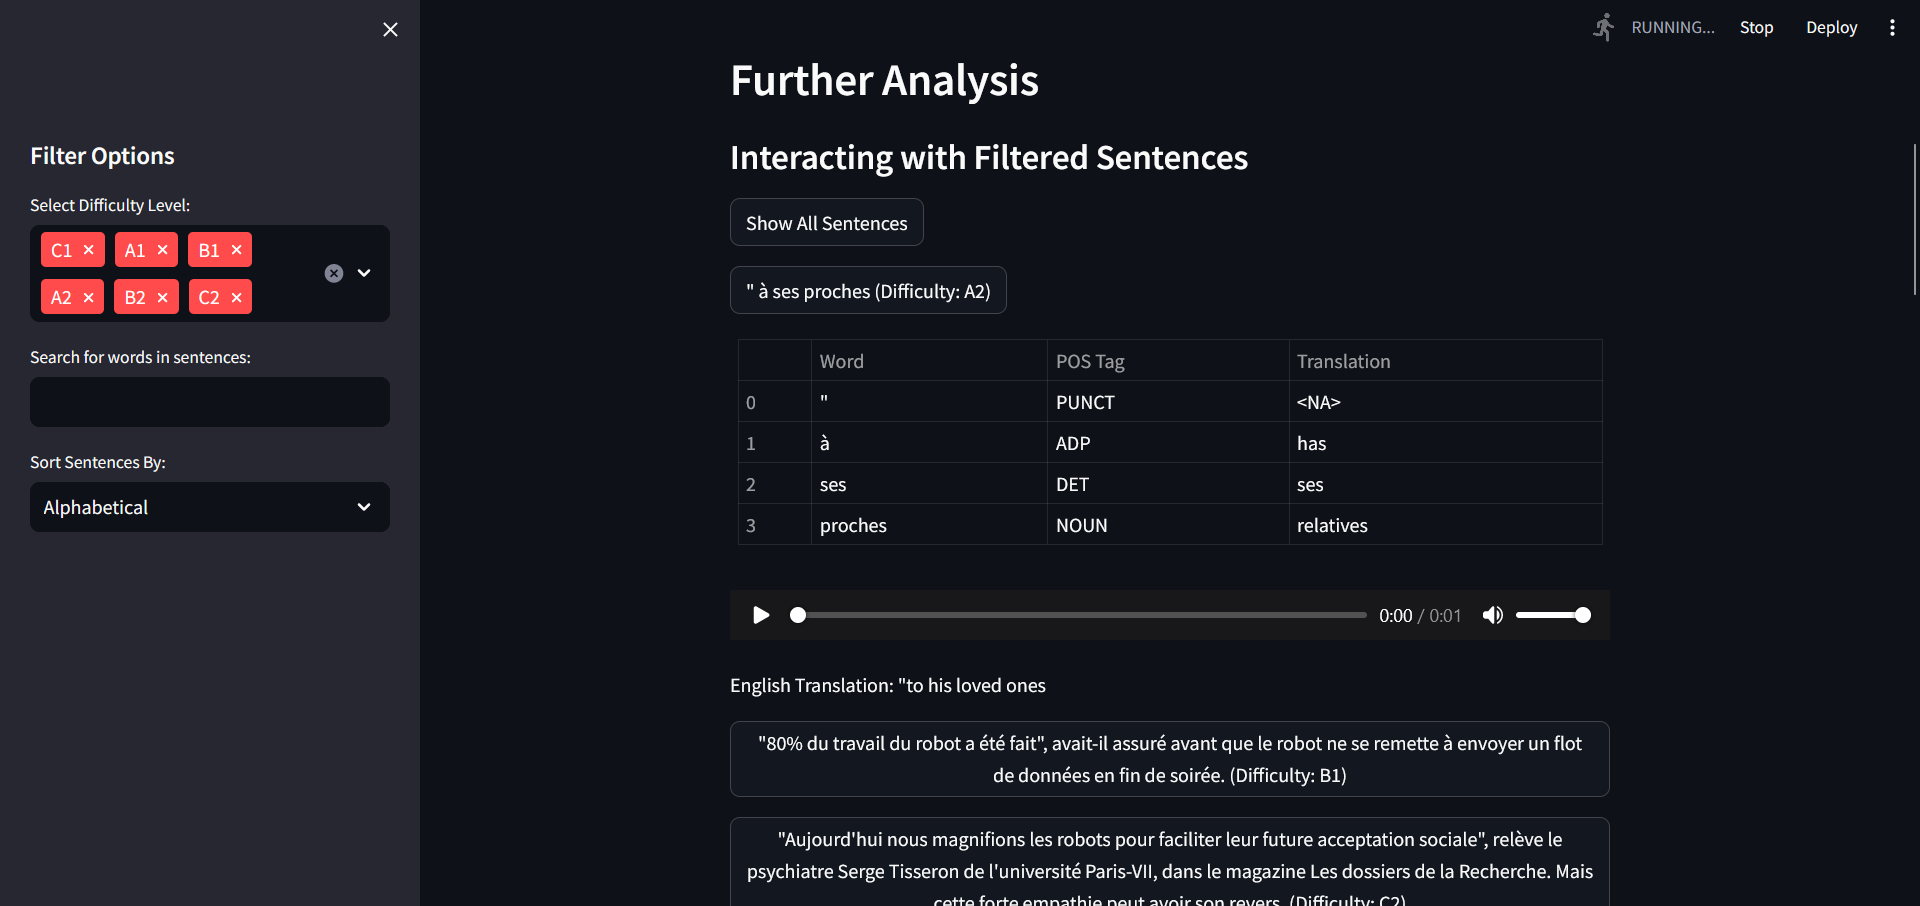 RUNNING...
Stop
Deploy
Filter Options
Select Difficulty Level:
C1
A1
B1
A2
B2
C2
Search for words in sentences:
Sort Sentences By:
Alphabetical
Further Analysis
Interacting with Filtered Sentences
Show All Sentences
" à ses proches (Difficulty: A2)
Word POS Tag Translation
0 " PUNCT <NA>
1 à ADP has
2 ses DET ses
3 proches NOUN relatives
0:00 / 0:01
English Translation: "to his loved ones
"80% du travail du robot a été fait", avait-il assuré avant que le robot ne se remette à envoyer un flot
de données en fin de soirée. (Difficulty: B1)
"Aujourd'hui nous magnifions les robots pour faciliter leur future acceptation sociale", relève le
psychiatre Serge Tisseron de l'université Paris-VII, dans le magazine Les dossiers de la Recherche. Mais
cette forte empathie peut avoir son revers. (Difficulty: C2)